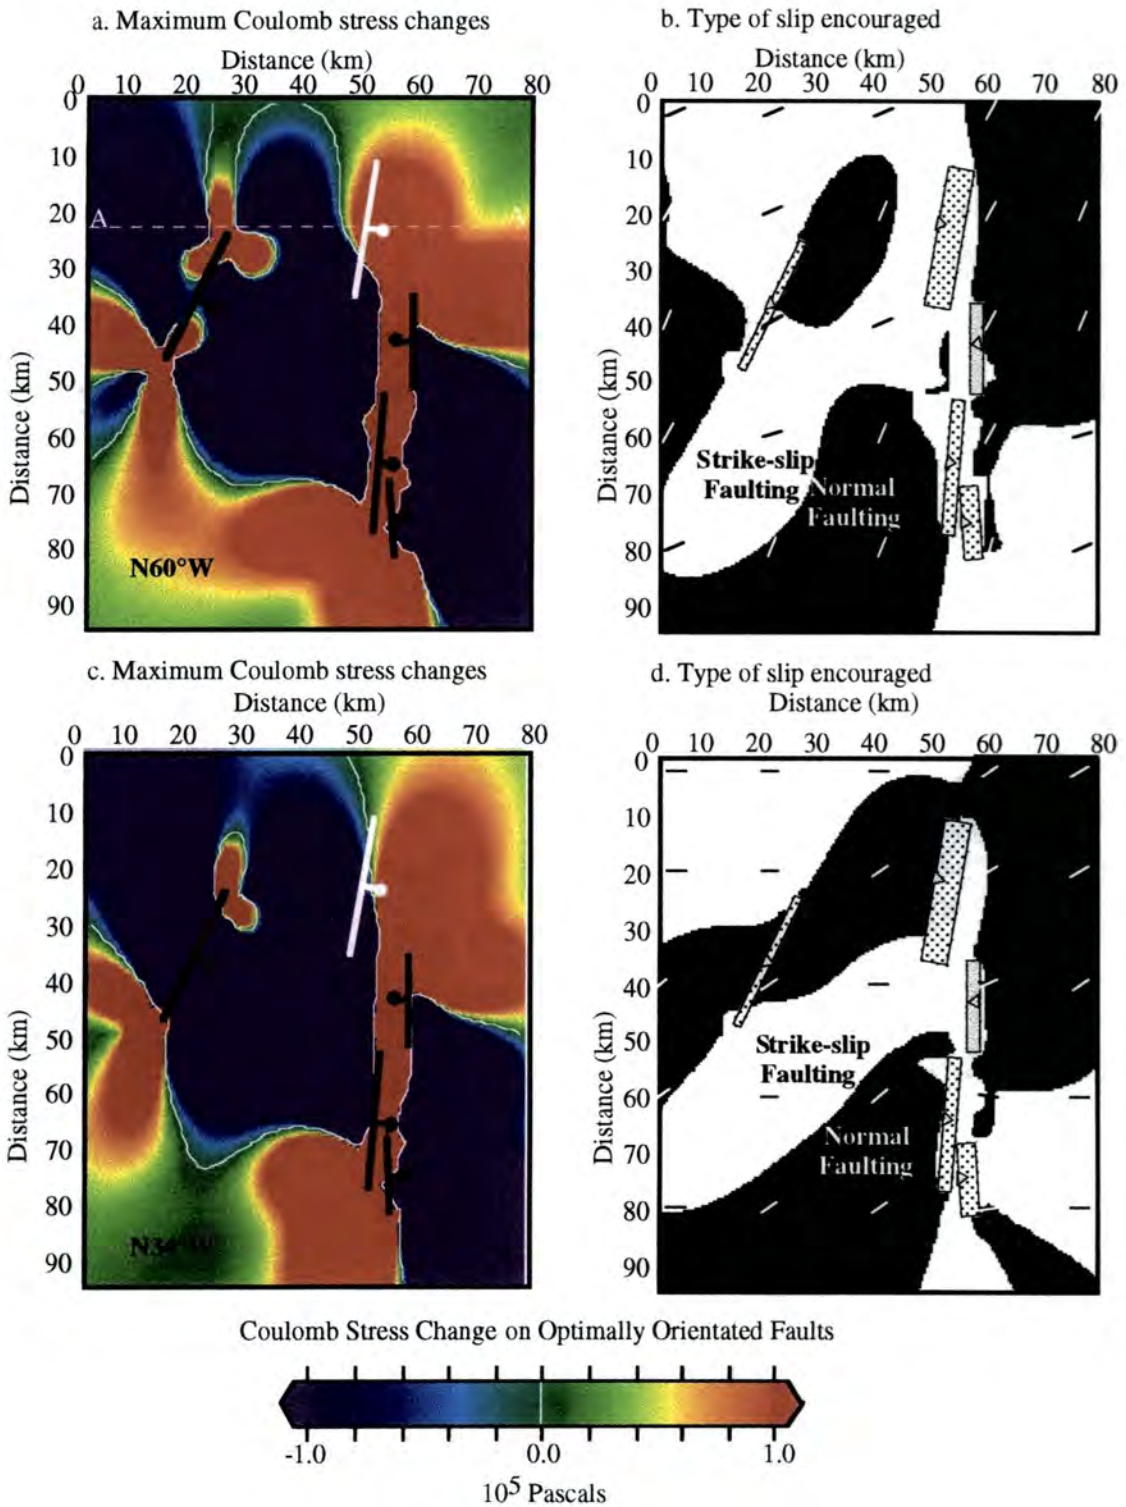 a. Maximum Coulomb stress changes
Distance (km)
0 10 20 30 40 50 60 70 80
0
10
20
30
40
50
60
70
80
90
Distance (km)
A A
N60°W
b. Type of slip encouraged
Distance (km)
0 10 20 30 40 50 60 70 80
0
10
20
30
40
50
60
70
80
90
Distance (km)
Strike-slip
Faulting
Normal
Faulting
c. Maximum Coulomb stress changes
Distance (km)
0 10 20 30 40 50 60 70 80
0
10
20
30
40
50
60
70
80
90
Distance (km)
N34°W
d. Type of slip encouraged
Distance (km)
0 10 20 30 40 50 60 70 80
0
10
20
30
40
50
60
70
80
90
Distance (km)
Strike-slip
Faulting
Normal
Faulting
Coulomb Stress Change on Optimally Orientated Faults
-1.0 0.0 1.0
10⁵ Pascals